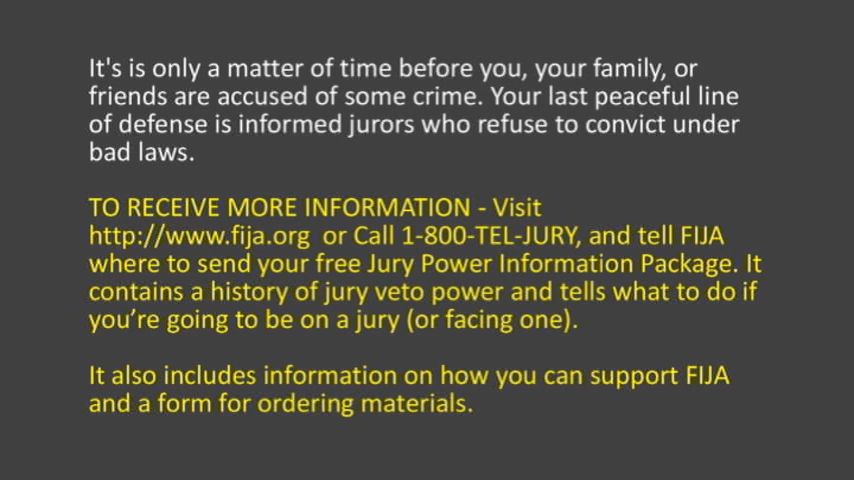 It's is only a matter of time before you, your family, or
friends are accused of some crime. Your last peaceful line
of defense is informed jurors who refuse to convict under
bad laws.
TO RECEIVE MORE INFORMATION - Visit
http://www.fija.org or Call 1-800-TEL-JURY, and tell FIJA
where to send your free Jury Power Information Package. It
contains a history of jury veto power and tells what to do if
you’re going to be on a jury (or facing one).
It also includes information on how you can support FIJA
and a form for ordering materials.